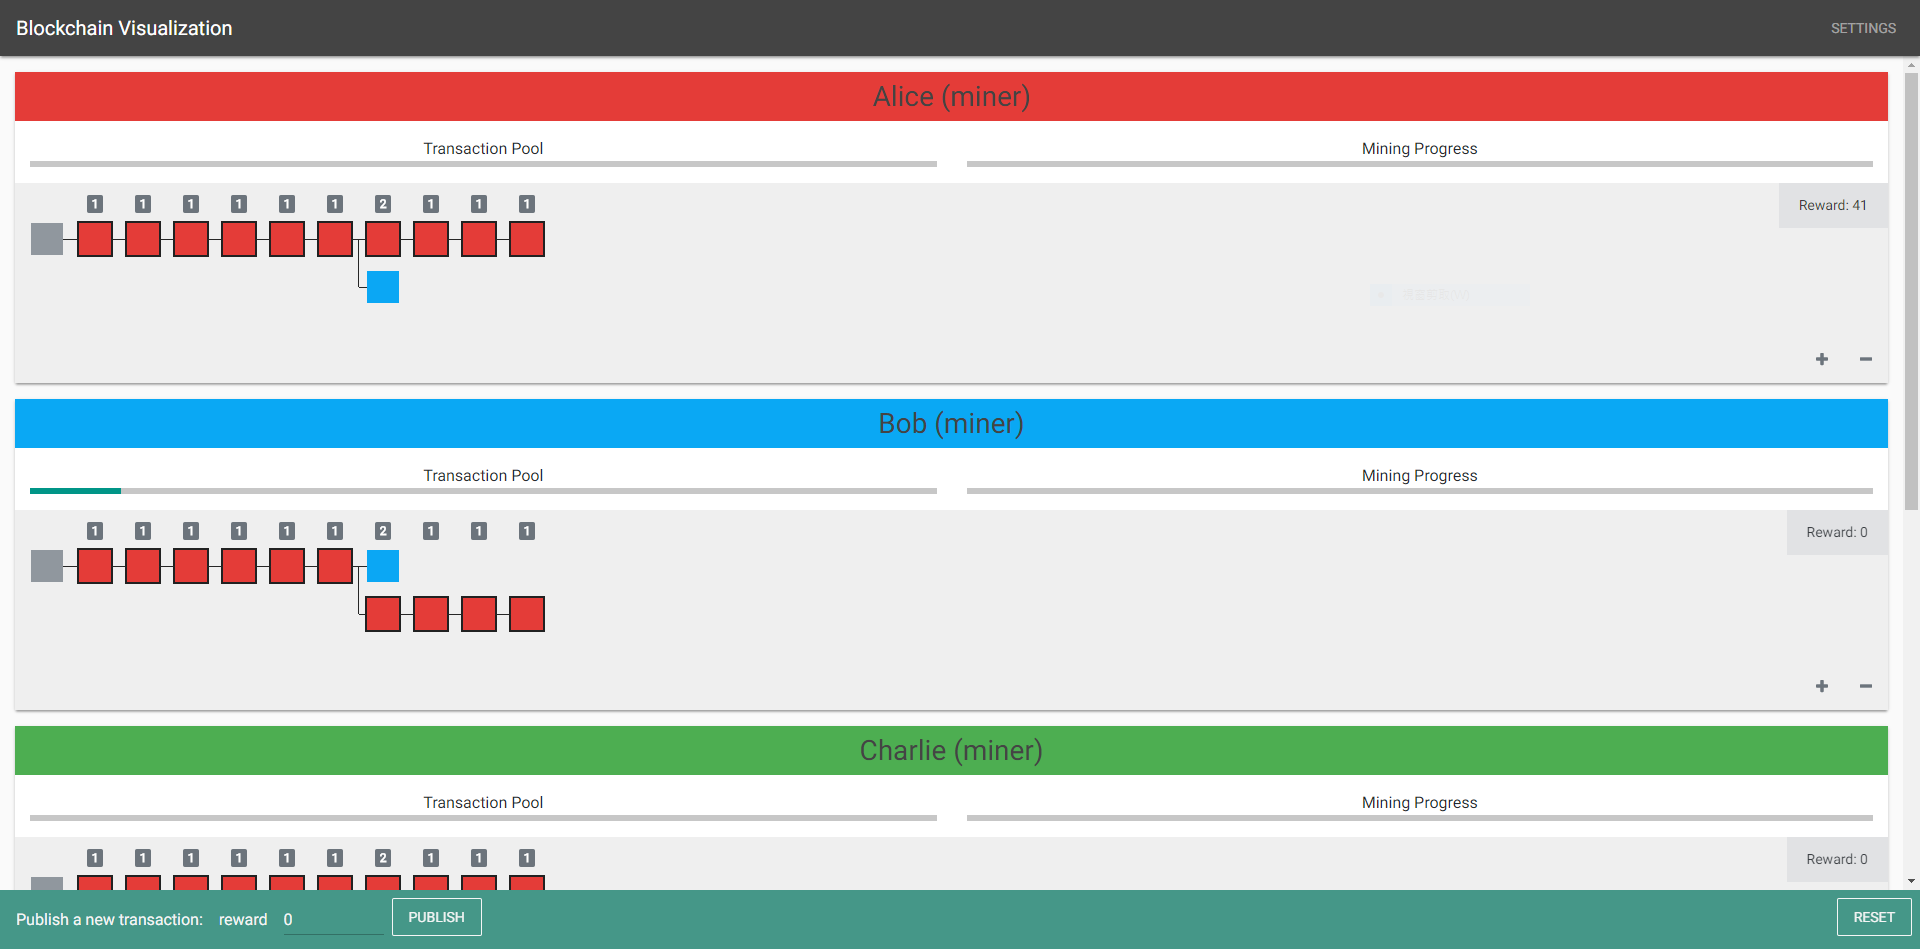 Blockchain Visualization
SETTINGS
Alice (miner)
Transaction Pool
Mining Progress
1 1 1 1 1 1 2 1 1 1
Reward: 41
Bob (miner)
Transaction Pool
Mining Progress
1 1 1 1 1 1 2 1 1 1
Reward: 0
Charlie (miner)
Transaction Pool
Mining Progress
1 1 1 1 1 1 2 1 1 1
Reward: 0
Publish a new transaction: reward 0 PUBLISH
RESET